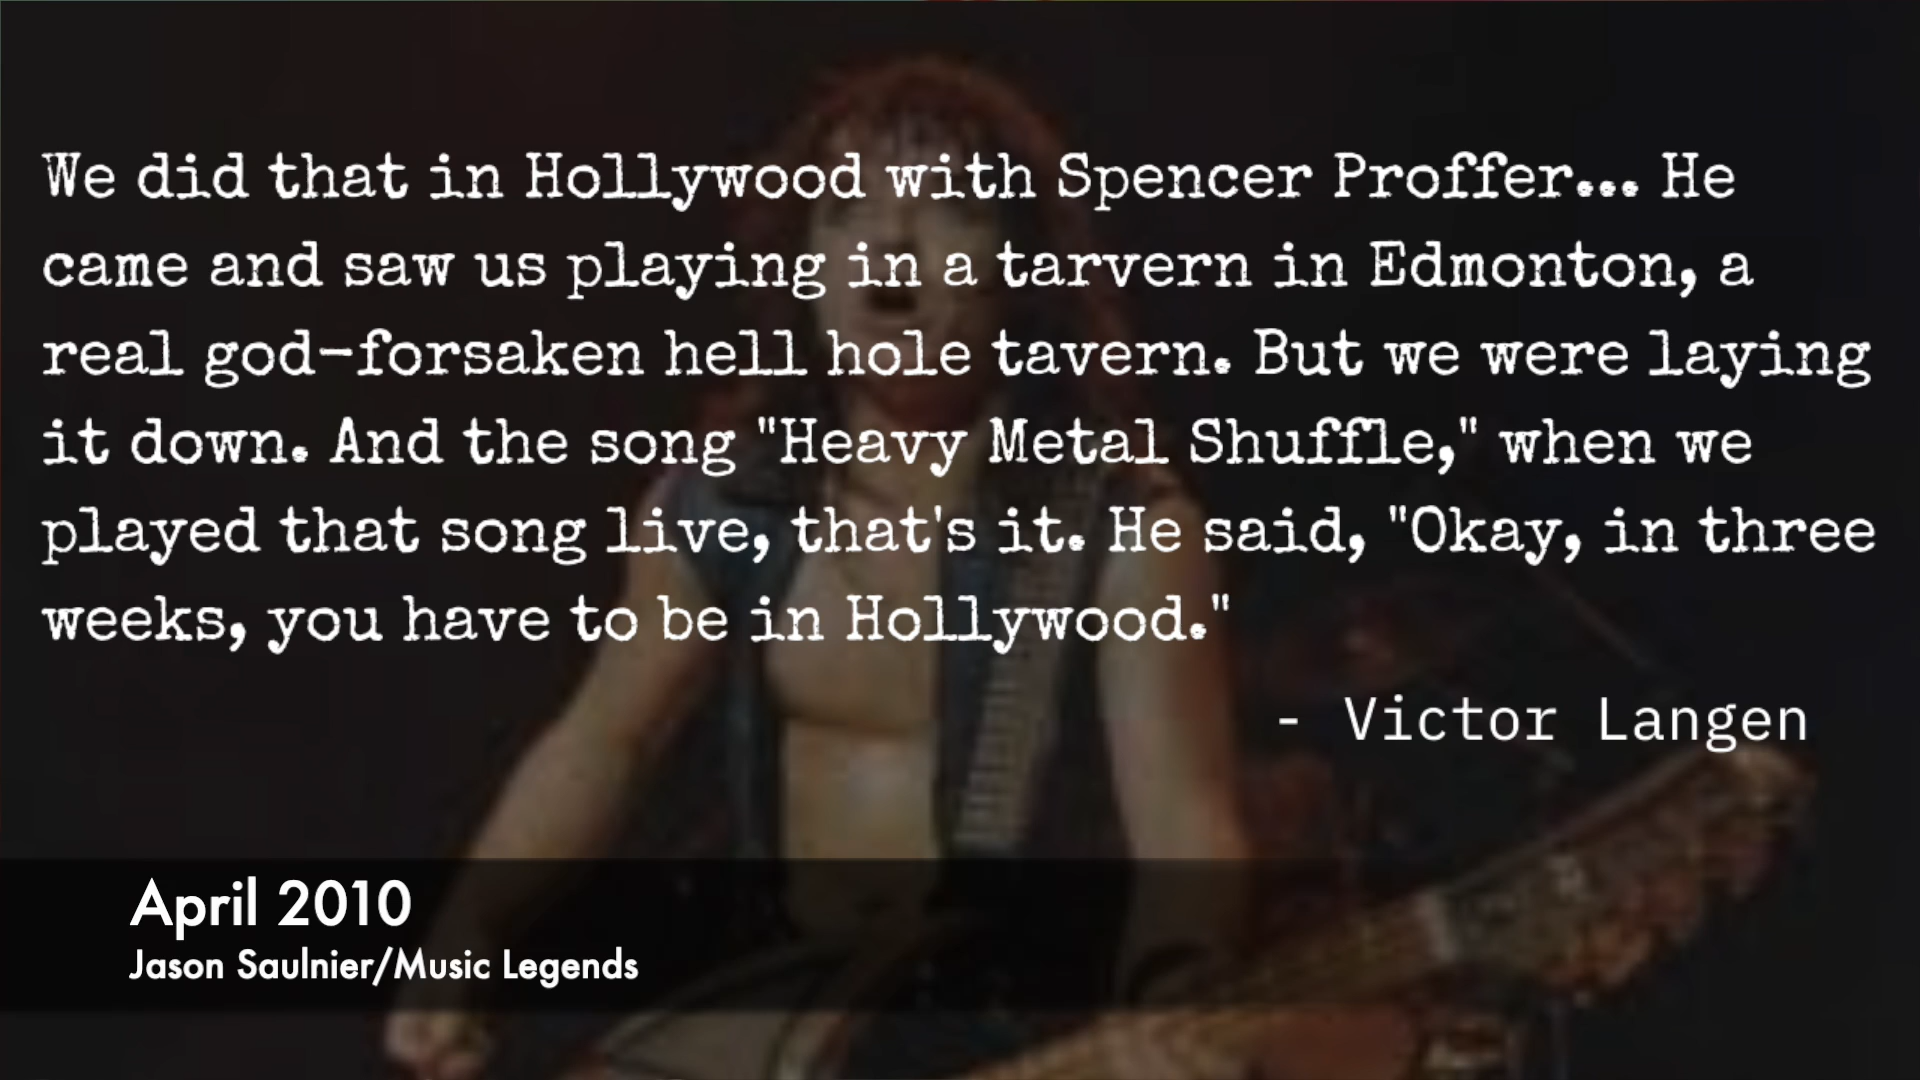 We did that in Hollywood with Spencer Proffer... He
came and saw us playing in a tarvern in Edmonton, a
real god-forsaken hell hole tavern. But we were laying
it down. And the song "Heavy Metal Shuffle," when we
played that song live, that's it. He said, "Okay, in three
weeks, you have to be in Hollywood."
- Victor Langen
April 2010
Jason Saulnier/Music Legends